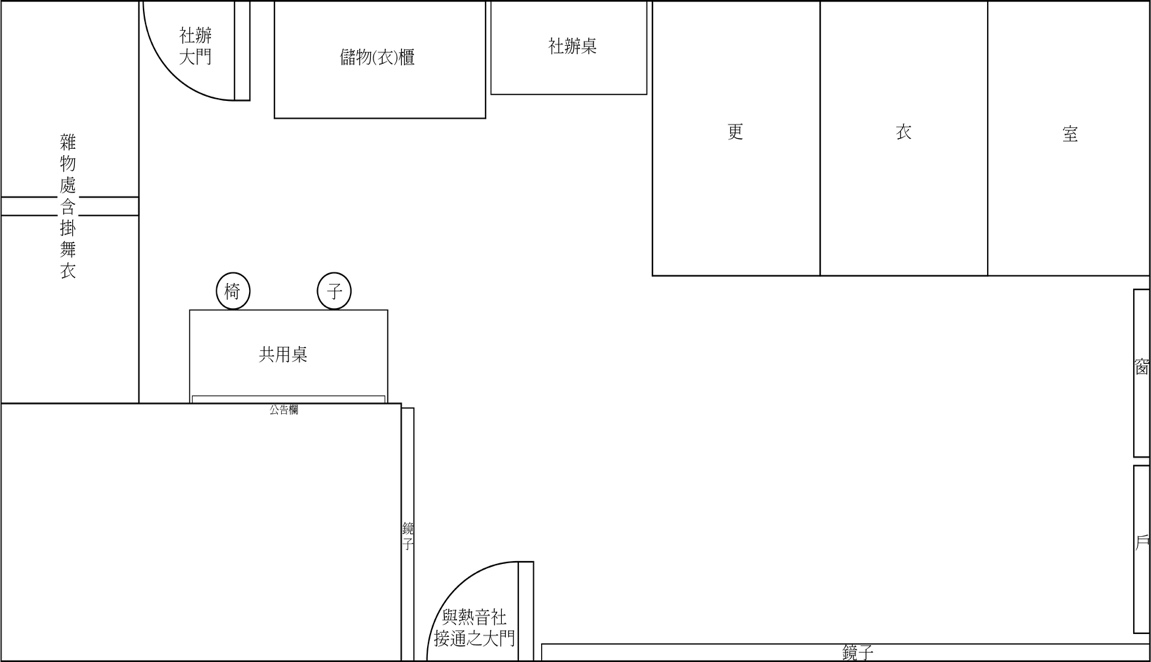 社辦
大門
儲物(衣)櫃
社辦桌
更
衣
室
雜物處含掛舞衣
椅
子
共用桌
公告欄
窗
戶
鏡子
與熱音社
接通之大門
鏡子